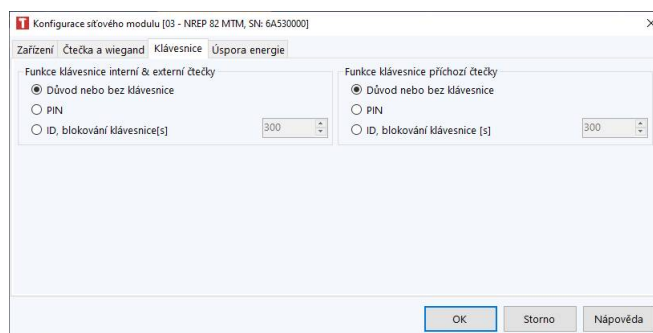 Konfigurace síťového modulu [03 - NREP 82 MTM, SN: 6A530000]
Zařízení Čtečka a wiegand Klávesnice Úspora energie
Funkce klávesnice interní & externí čtečky
Důvod nebo bez klávesnice
PIN
ID, blokování klávesnice[s] 300
Funkce klávesnice příchozí čtečky
Důvod nebo bez klávesnice
PIN
ID, blokování klávesnice [s] 300
OK Storno Nápověda